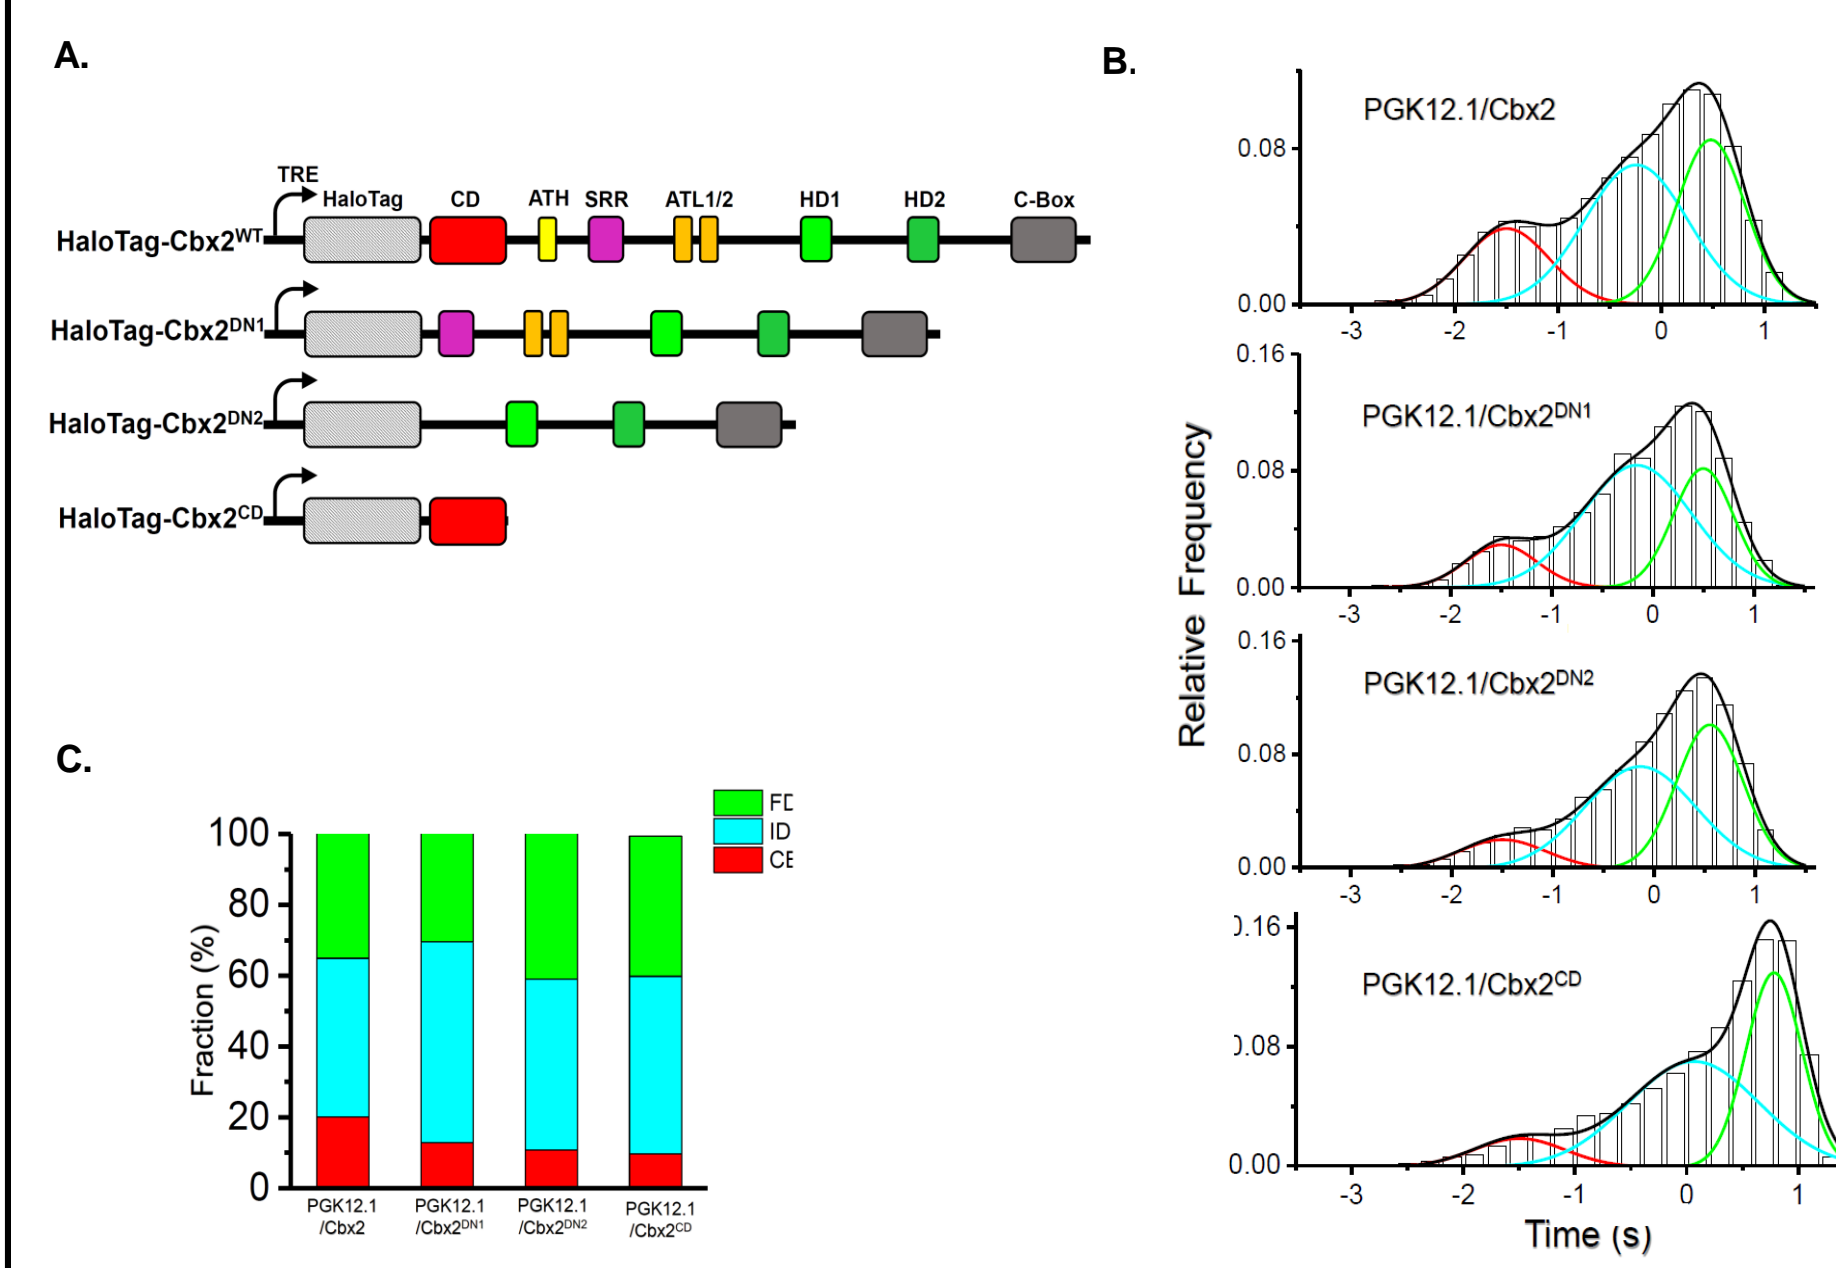 A.
TRE
HaloTag CD ATH SRR ATL1/2 HD1 HD2 C-Box
HaloTag-Cbx2WT
HaloTag-Cbx2DN1
HaloTag-Cbx2DN2
HaloTag-Cbx2CD
B.
PGK12.1/Cbx2
0.08
0.00
-3 -2 -1 0 1
0.16
PGK12.1/Cbx2DN1
0.08
0.00
-3 -2 -1 0 1
0.16
PGK12.1/Cbx2DN2
0.08
0.00
-3 -2 -1 0 1
0.16
PGK12.1/Cbx2CD
0.08
0.00
-3 -2 -1 0 1
Relative Frequency
Time (s)
C.
ID
100
80
60
40
20
0
Fraction (%)
PGK12.1
/Cbx2
PGK12.1
/Cbx2DN1
PGK12.1
/Cbx2DN2
PGK12.1
/Cbx2CD